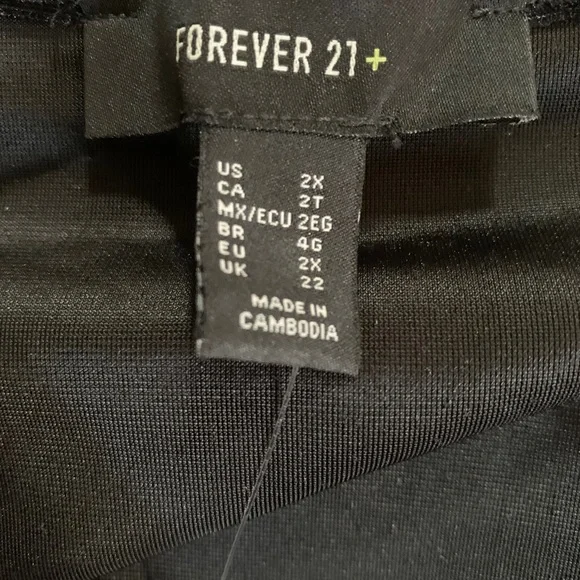 FOREVER 21+
US 2X
CA 2T
MX/ECU 2EG
BR 4G
EU 2X
UK 22
MADE IN
CAMBODIA